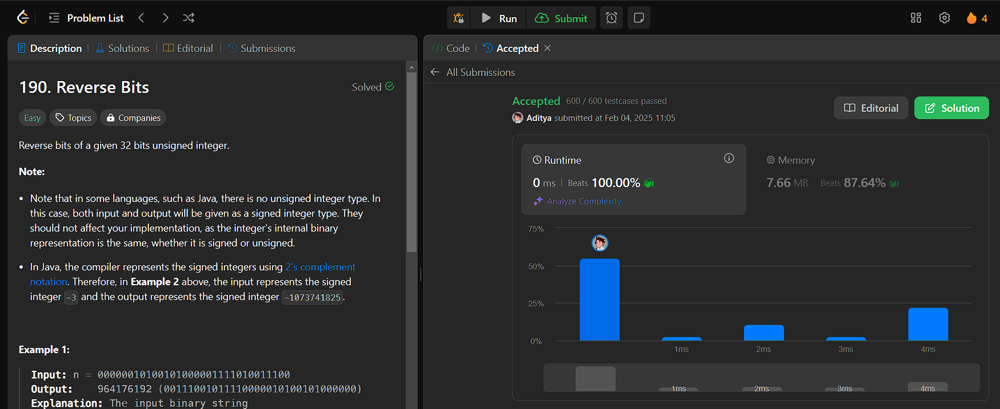 Problem List
Run
Submit
4
Description
Solutions
Editorial
Submissions
190. Reverse Bits
Solved
Easy
Topics
Companies
Reverse bits of a given 32 bits unsigned integer.
Note:
• Note that in some languages, such as Java, there is no unsigned integer type. In
this case, both input and output will be given as a signed integer type. They
should not affect your implementation, as the integer's internal binary
representation is the same, whether it is signed or unsigned.
• In Java, the compiler represents the signed integers using 2's complement
notation. Therefore, in Example 2 above, the input represents the signed
integer -3 and the output represents the signed integer -1073741825.
Example 1:
Input: n = 00000010100101000001111010011100
Output:    964176192 (00111001011110000010100101000000)
Explanation: The input binary string
</> Code
Accepted
All Submissions
Accepted 600 / 600 testcases passed
Aditya submitted at Feb 04, 2025 11:05
Editorial
Solution
Runtime
0 ms | Beats 100.00%
Analyze Complexity
Memory
7.66 MB | Beats 87.64%
75%
50%
25%
0%
1ms
2ms
3ms
4ms
1ms
2ms
3ms
4ms